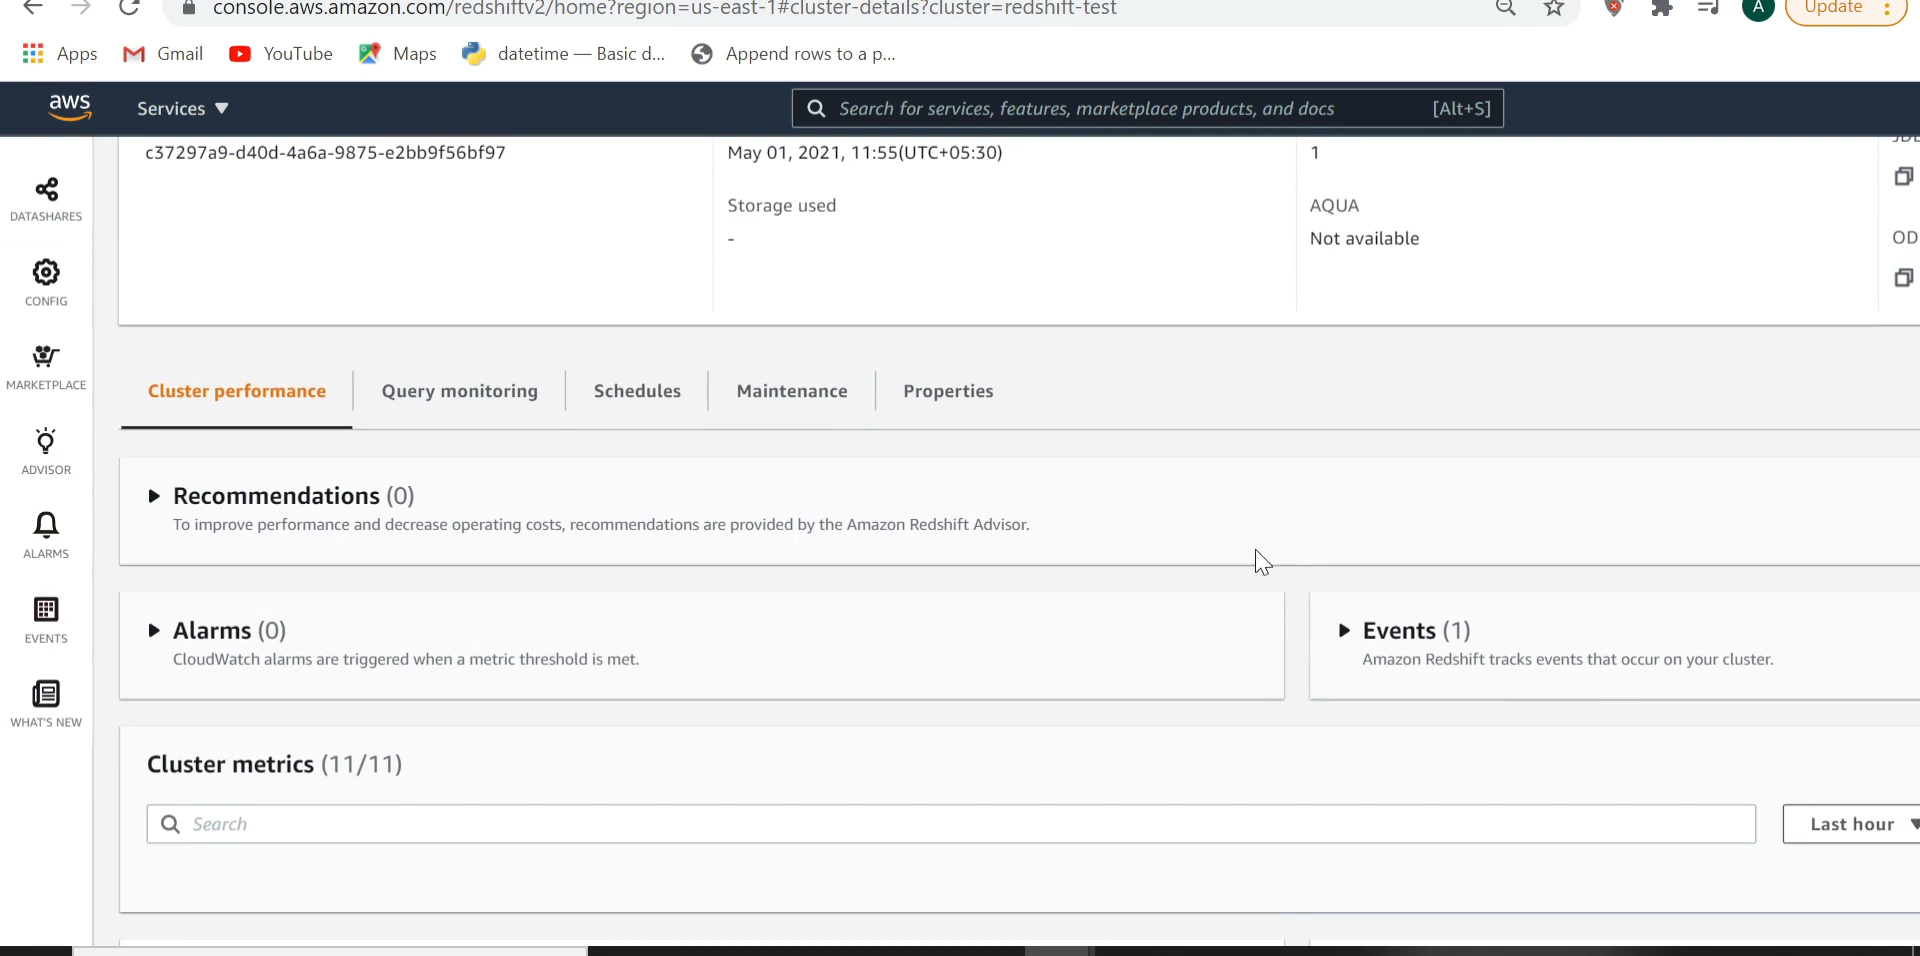 console.aws.amazon.com/redshiftv2/home?region=us-east-1#cluster-details?cluster=redshift-test
A
Update
Apps
Gmail
YouTube
Maps
datetime — Basic d...
Append rows to a p...
aws
Services
Search for services, features, marketplace products, and docs
[Alt+S]
c37297a9-d40d-4a6a-9875-e2bb9f56bf97
May 01, 2021, 11:55(UTC+05:30)
1
Storage used
-
AQUA
Not available
OD
DATASHARES
CONFIG
MARKETPLACE
ADVISOR
ALARMS
EVENTS
WHAT'S NEW
Cluster performance
Query monitoring
Schedules
Maintenance
Properties
Recommendations (0)
To improve performance and decrease operating costs, recommendations are provided by the Amazon Redshift Advisor.
Alarms (0)
CloudWatch alarms are triggered when a metric threshold is met.
Events (1)
Amazon Redshift tracks events that occur on your cluster.
Cluster metrics (11/11)
Search
Last hour